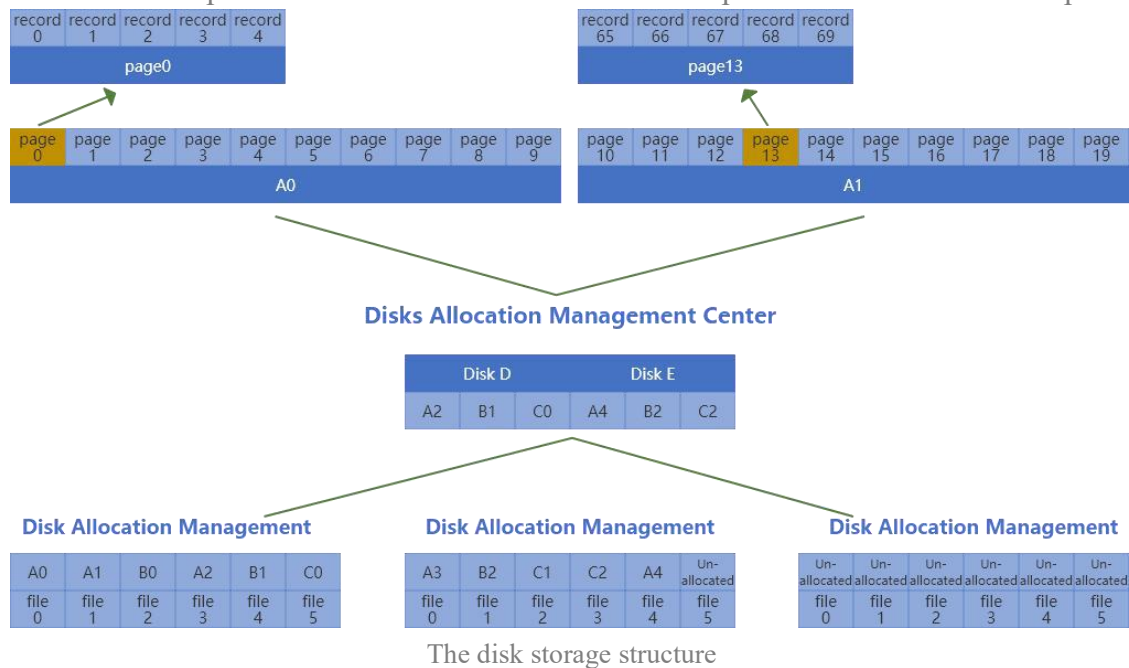 record record record record record record record record record record
0 1 2 3 4 65 66 67 68 69
page0 page13
page page page page page page page page page page page page page page page page page page page page
0 1 2 3 4 5 6 7 8 9 10 11 12 13 14 15 16 17 18 19
A0 A1
Disks Allocation Management Center
Disk D Disk E
A2 B1 C0 A4 B2 C2
Disk Allocation Management Disk Allocation Management Disk Allocation Management
A0 A1 B0 A2 B1 C0 A3 B2 C1 C2 A4 Un-allocated Un-allocated Un-allocated Un-allocated Un-allocated Un-allocated Un-allocated
file file file file file file file file file file file file file file file file file file
0 1 2 3 4 5 0 1 2 3 4 5 0 1 2 3 4 5
The disk storage structure